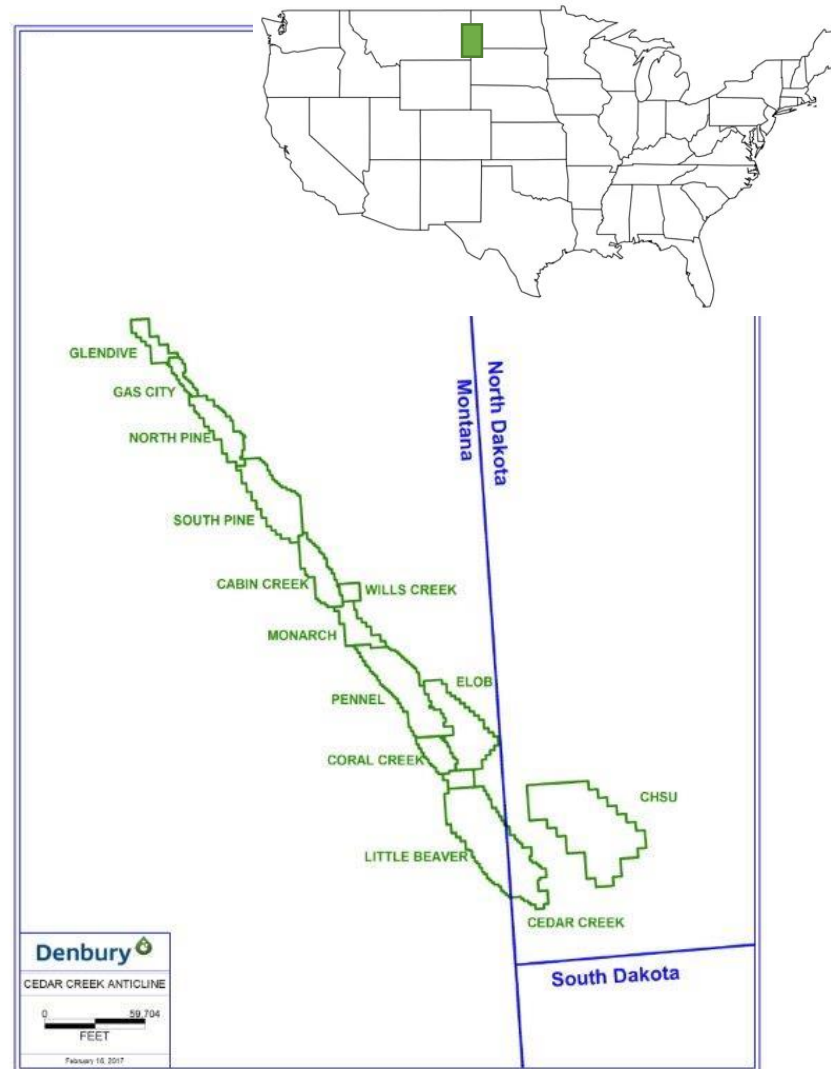 GLENDIVE
GAS CITY
NORTH PINE
SOUTH PINE
CABIN CREEK
WILLS CREEK
MONARCH
ELOB
PENNEL
CORAL CREEK
CHSU
LITTLE BEAVER
CEDAR CREEK
North Dakota
Montana
South Dakota
Denbury
CEDAR CREEK ANTICLINE
0 59,704
FEET
February 16, 2017